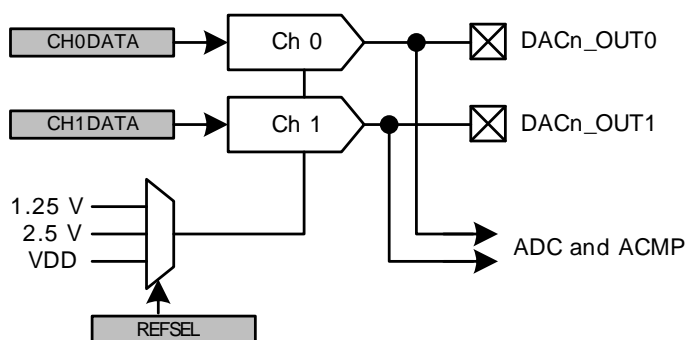 CH0DATA
Ch 0
DACn_OUT0
CH1DATA
Ch 1
DACn_OUT1
1.25 V
2.5 V
VDD
ADC and ACMP
REFSEL